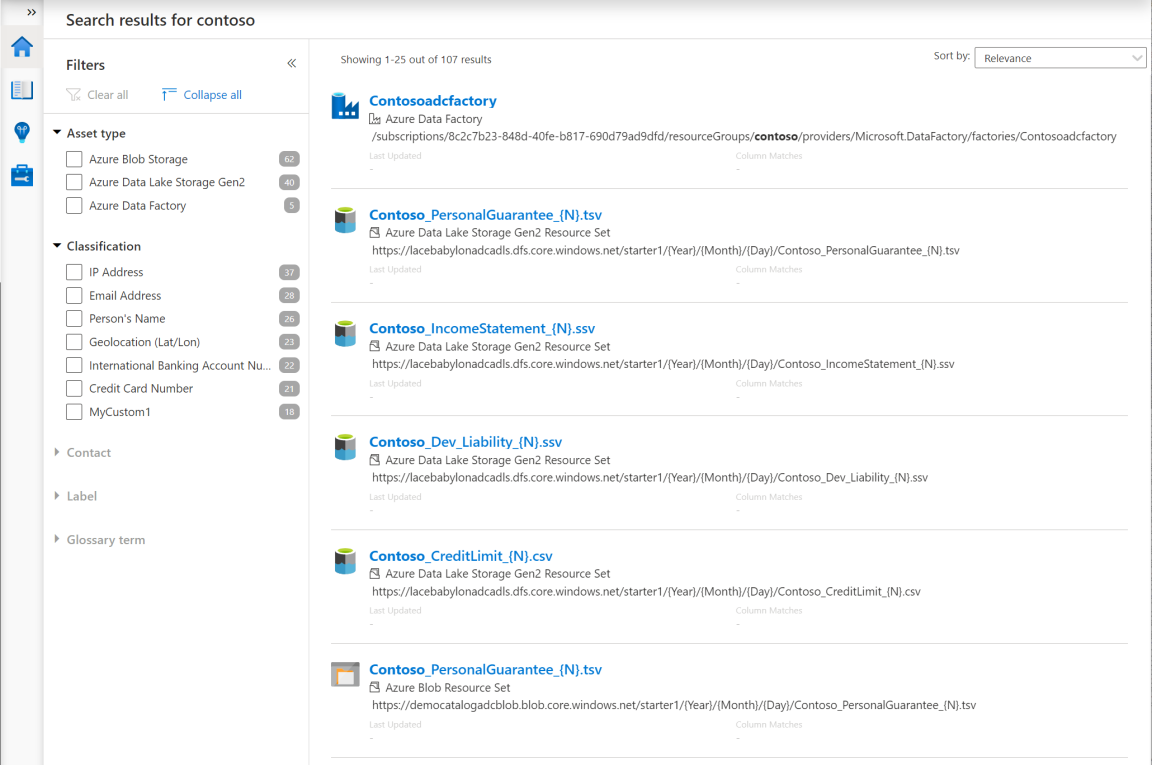 Search results for contoso
Filters
Clear all
Collapse all
Asset type
Azure Blob Storage 62
Azure Data Lake Storage Gen2 40
Azure Data Factory 5
Classification
IP Address 37
Email Address 28
Person's Name 26
Geolocation (Lat/Lon) 23
International Banking Account Nu... 22
Credit Card Number 21
MyCustom1 18
Contact
Label
Glossary term
Showing 1-25 out of 107 results
Sort by: Relevance
Contosoadcfactory
Azure Data Factory
/subscriptions/8c2c7b23-848d-40fe-b817-690d79ad9dfd/resourceGroups/contoso/providers/Microsoft.DataFactory/factories/Contosoadcfactory
Last Updated Column Matches
- -
Contoso_PersonalGuarantee_{N}.tsv
Azure Data Lake Storage Gen2 Resource Set
https://lacebabylonadcadls.dfs.core.windows.net/starter1/{Year}/{Month}/{Day}/Contoso_PersonalGuarantee_{N}.tsv
Last Updated Column Matches
- -
Contoso_IncomeStatement_{N}.ssv
Azure Data Lake Storage Gen2 Resource Set
https://lacebabylonadcadls.dfs.core.windows.net/starter1/{Year}/{Month}/{Day}/Contoso_IncomeStatement_{N}.ssv
Last Updated Column Matches
- -
Contoso_Dev_Liability_{N}.ssv
Azure Data Lake Storage Gen2 Resource Set
https://lacebabylonadcadls.dfs.core.windows.net/starter1/{Year}/{Month}/{Day}/Contoso_Dev_Liability_{N}.ssv
Last Updated Column Matches
- -
Contoso_CreditLimit_{N}.csv
Azure Data Lake Storage Gen2 Resource Set
https://lacebabylonadcadls.dfs.core.windows.net/starter1/{Year}/{Month}/{Day}/Contoso_CreditLimit_{N}.csv
Last Updated Column Matches
- -
Contoso_PersonalGuarantee_{N}.tsv
Azure Blob Resource Set
https://democatalogadcblob.blob.core.windows.net/starter1/{Year}/{Month}/{Day}/Contoso_PersonalGuarantee_{N}.tsv
Last Updated Column Matches
- -